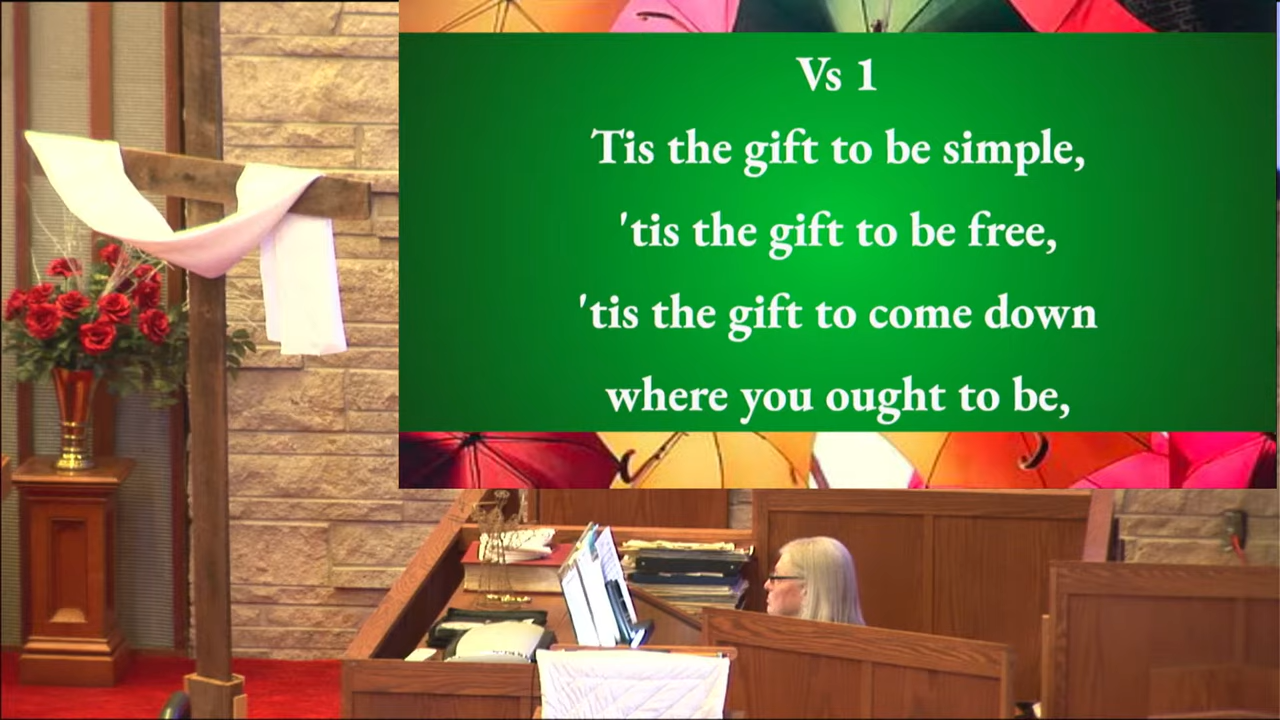 Vs 1
Tis the gift to be simple,
'tis the gift to be free,
'tis the gift to come down
where you ought to be,